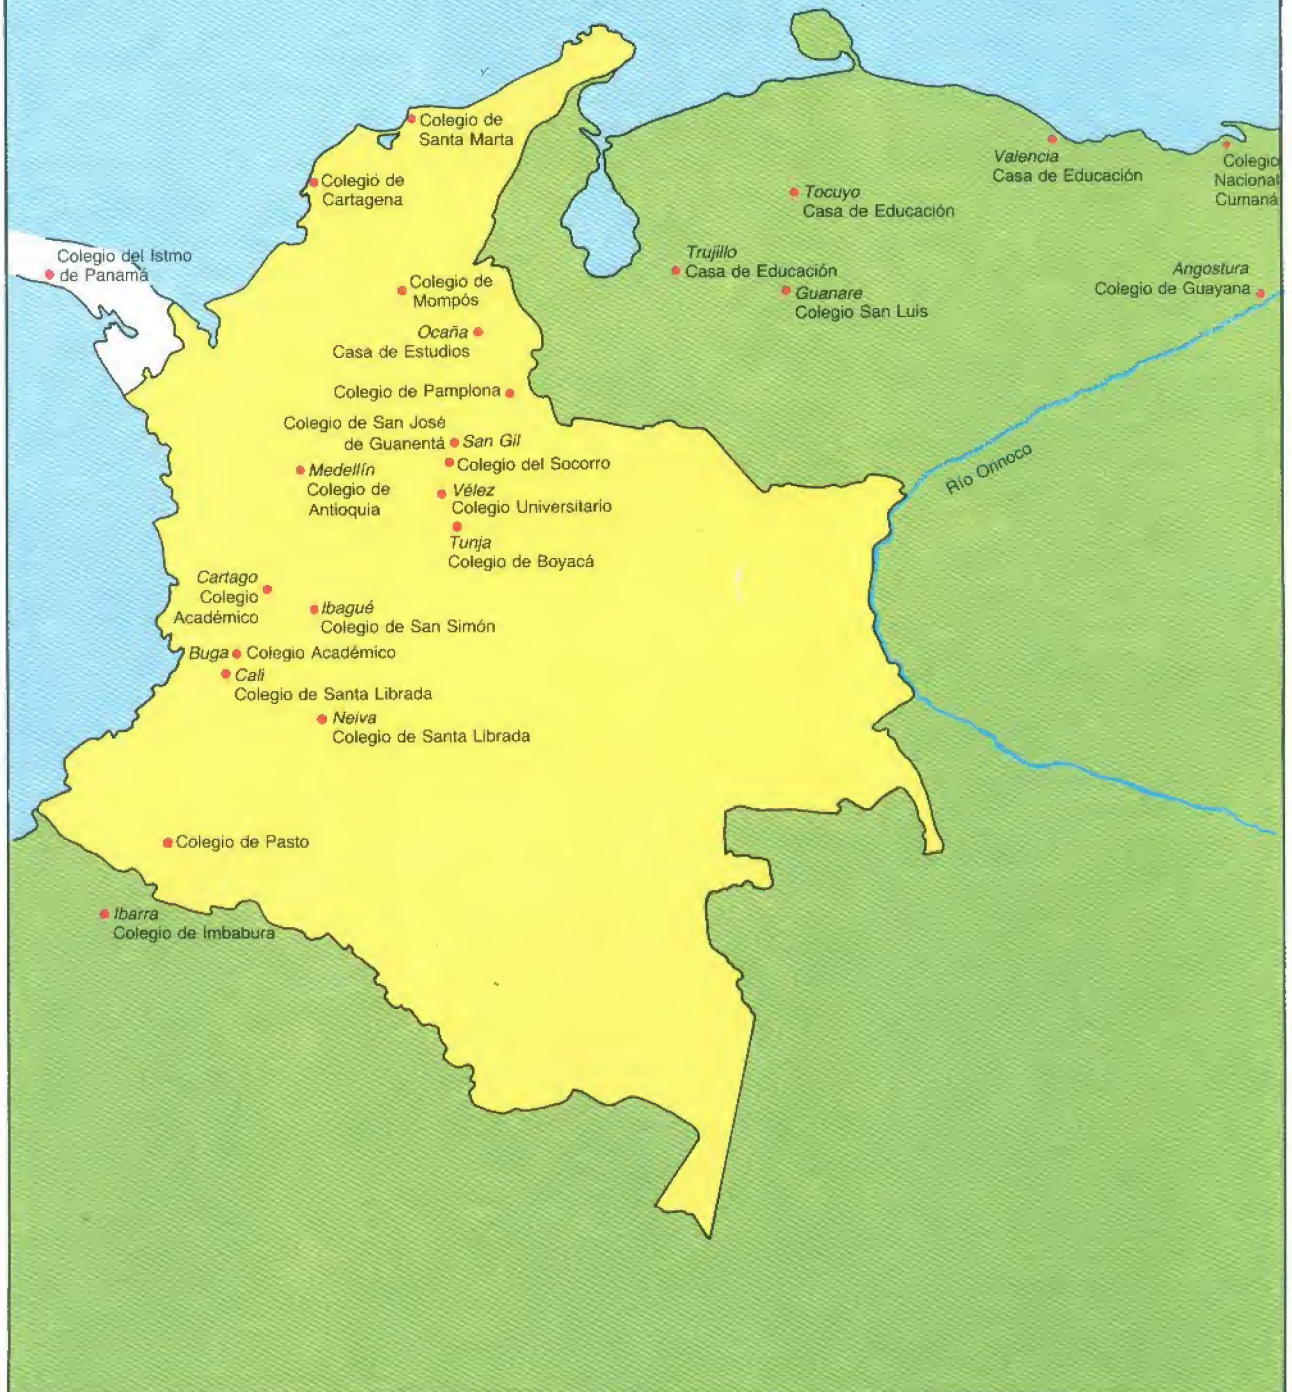 Colegio de
Santa Marta
Colegio de
Cartagena
Valencia
Casa de Educación
Colegio
Nacional
Cumaná
Tocuyo
Casa de Educación
Colegio del Istmo
de Panamá
Trujillo
Casa de Educación
Guanare
Colegio San Luis
Angostura
Colegio de Guayana
Colegio de
Mompós
Ocaña
Casa de Estudios
Colegio de Pamplona
Colegio de San José
de Guanentá
San Gil
Colegio del Socorro
Medellín
Colegio de
Antioquia
Vélez
Colegio Universitario
Río Orinoco
Tunja
Colegio de Boyacá
Cartago
Colegio
Académico
Ibagué
Colegio de San Simón
Buga
Colegio Académico
Cali
Colegio de Santa Librada
Neiva
Colegio de Santa Librada
Colegio de Pasto
Ibarra
Colegio de Imbabura